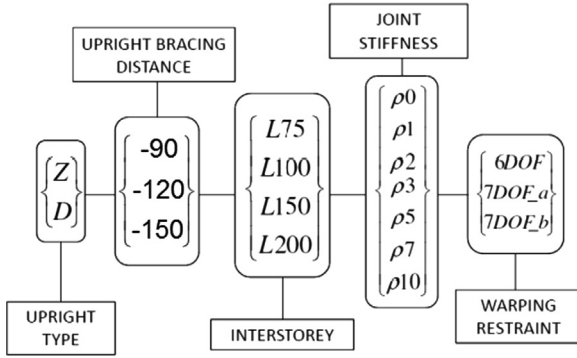 UPRIGHT BRACING
DISTANCE
JOINT
STIFFNESS
Z
D
-90
-120
-150
L75
L100
L150
L200
ρ0
ρ1
ρ2
ρ3
ρ5
ρ7
ρ10
6DOF
7DOF_a
7DOF_b
UPRIGHT
TYPE
INTERSTOREY
WARPING
RESTRAINT